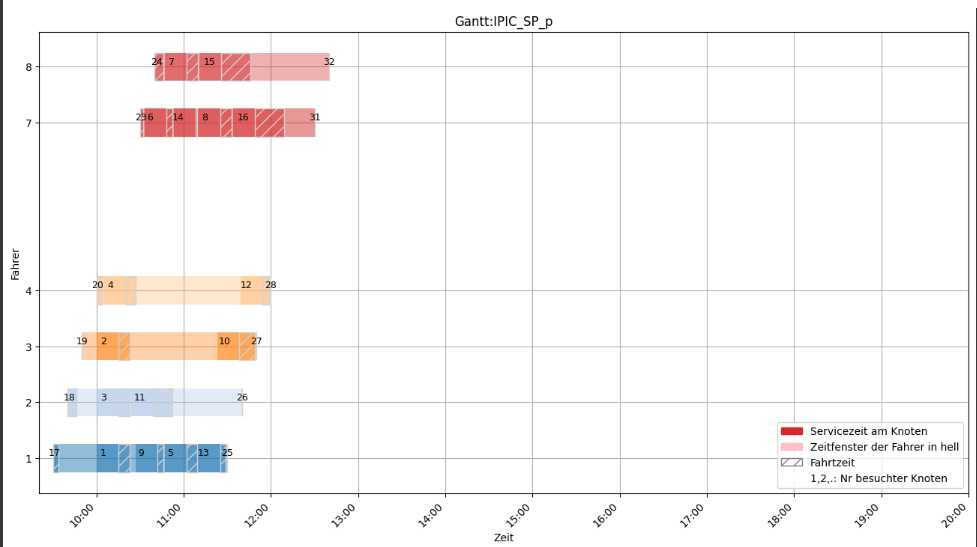 Gantt:IPIC_SP_p
8
24 7 15 32
7
23 6 14 8 16 31
Fahrer
4
20 4 12 28
3
19 2 10 27
2
18 3 11 26
1
17 1 9 5 13 25
Servicezeit am Knoten
Zeitfenster der Fahrer in hell
Fahrtzeit
1,2,.: Nr besuchter Knoten
10:00 11:00 12:00 13:00 14:00 15:00 16:00 17:00 18:00 19:00 20:00
Zeit